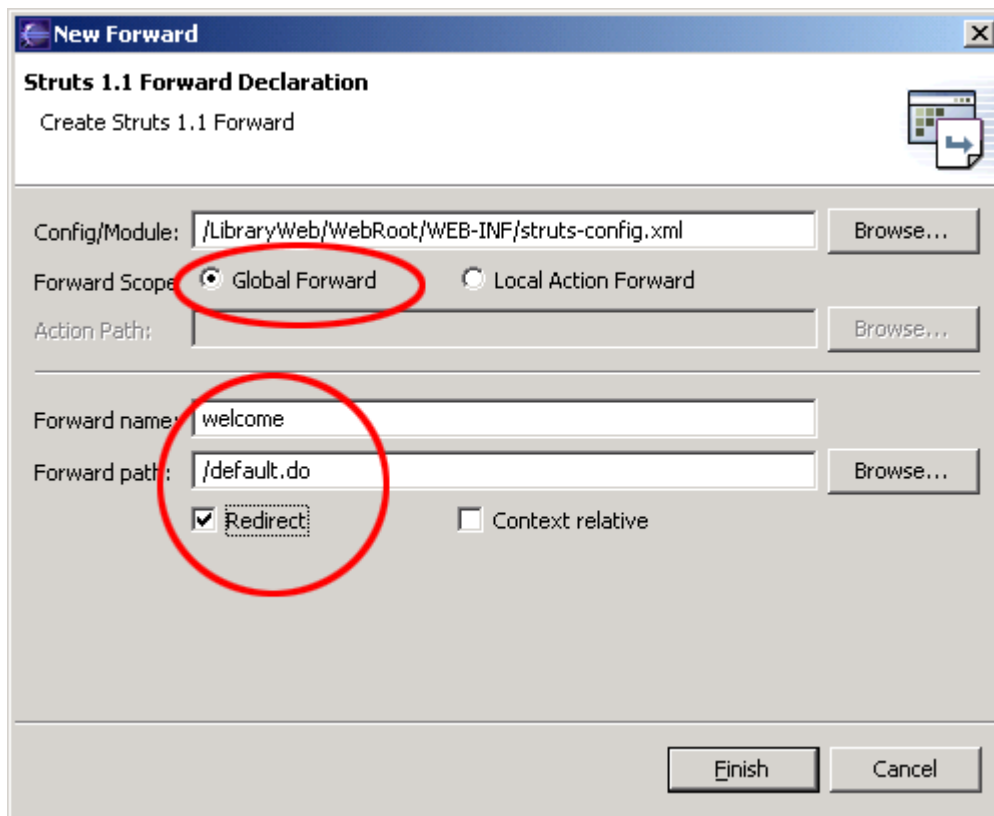 New Forward
Struts 1.1 Forward Declaration
Create Struts 1.1 Forward
Config/Module: /LibraryWeb/WebRoot/WEB-INF/struts-config.xml Browse...
Forward Scope Global Forward Local Action Forward
Action Path: Browse...
Forward name: welcome
Forward path: /default.do Browse...
Redirect Context relative
Finish Cancel